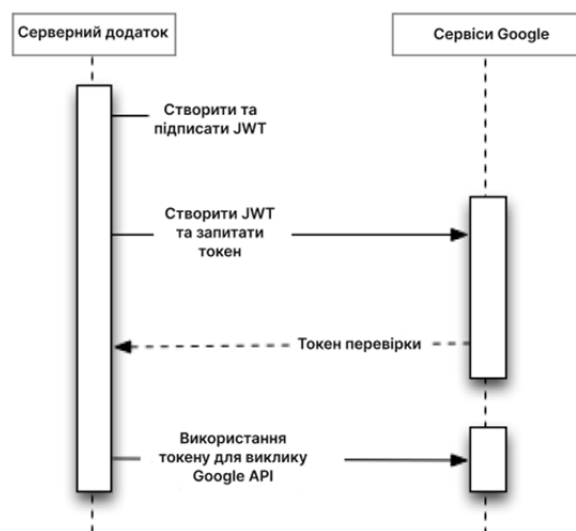 Серверний додаток
Сервіси Google
Створити та
підписати JWT
Створити JWT
та запитати
токен
Токен перевірки
Використання
токену для виклику
Google API